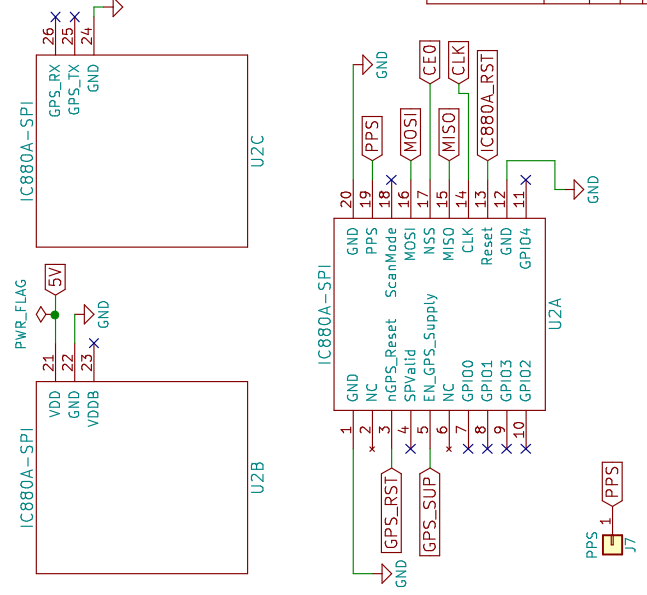 26
25
24
GPS_RX
GPS_TX
GND
IC880A-SPI
U2C
5V
PWR_FLAG
GND
21
22
23
VDD
GND
VDDB
IC880A-SPI
U2B
GND
PPS
MOSI
CE0
MISO
CLK
IC880A_RST
GND
20
19
18
16
17
15
14
13
12
11
GND
PPS
ScanMode
MOSI
NSS
MISO
CLK
Reset
GND
GPIO4
IC880A-SPI
U2A
GND
NC
nGPS_Reset
SPValid
EN_GPS_Supply
NC
GPIO0
GPIO1
GPIO3
GPIO2
1
2
3
4
5
6
7
8
9
10
GPS_RST
GPS_SUP
GND
PPS
1
PPS
J7